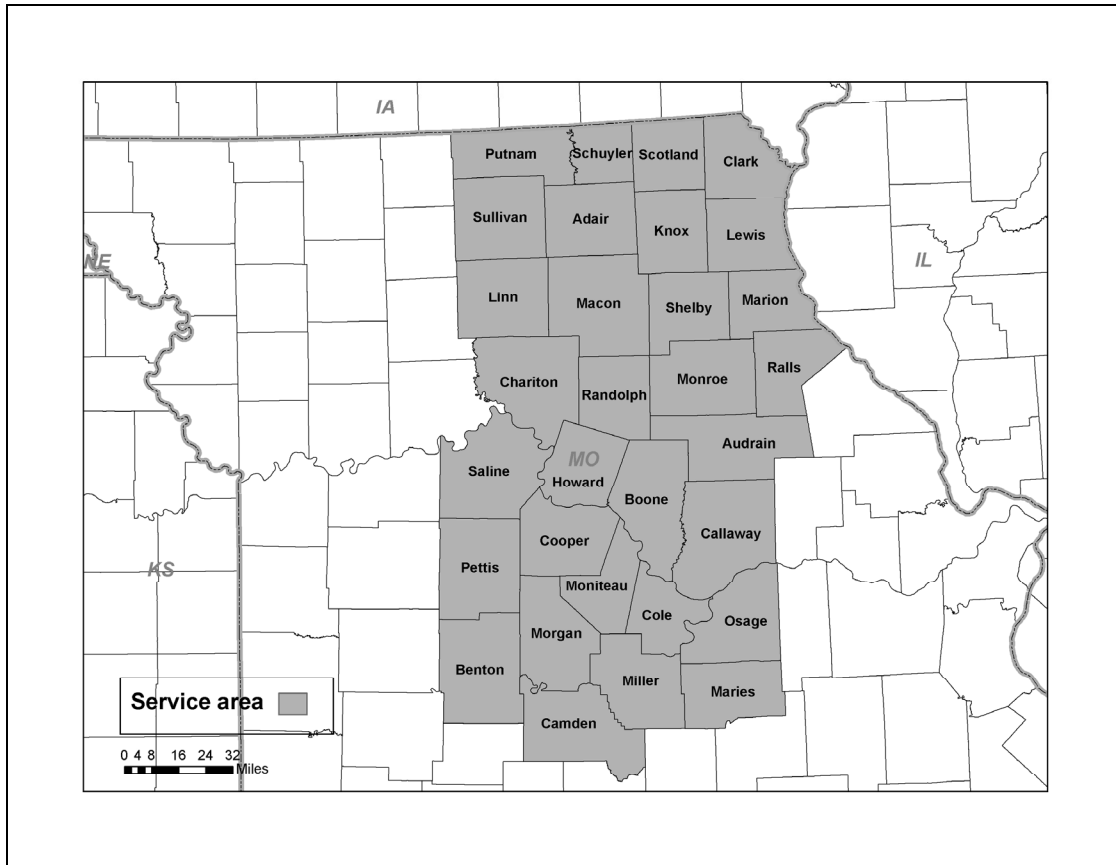 IA
Putnam
Schuyler
Scotland
Clark
Sullivan
Adair
Knox
Lewis
NE
IL
Linn
Macon
Shelby
Marion
Chariton
Randolph
Monroe
Ralls
Audrain
Saline
MO
Howard
Boone
Callaway
Cooper
Pettis
KS
Moniteau
Cole
Osage
Morgan
Benton
Miller
Maries
Service area
Camden
0 4 8 16 24 32
Miles